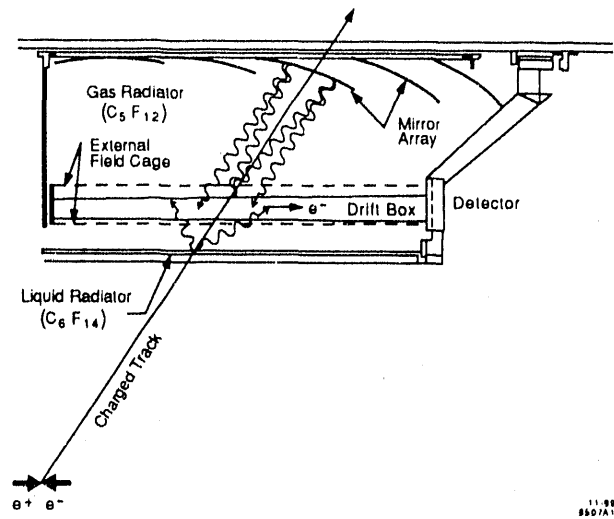 Gas Radiator
(C5 F12)
External
Field Cage
Mirror
Array
e-
Drift Box
Detector
Liquid Radiator
(C6 F14)
Charged Track
e+ e-